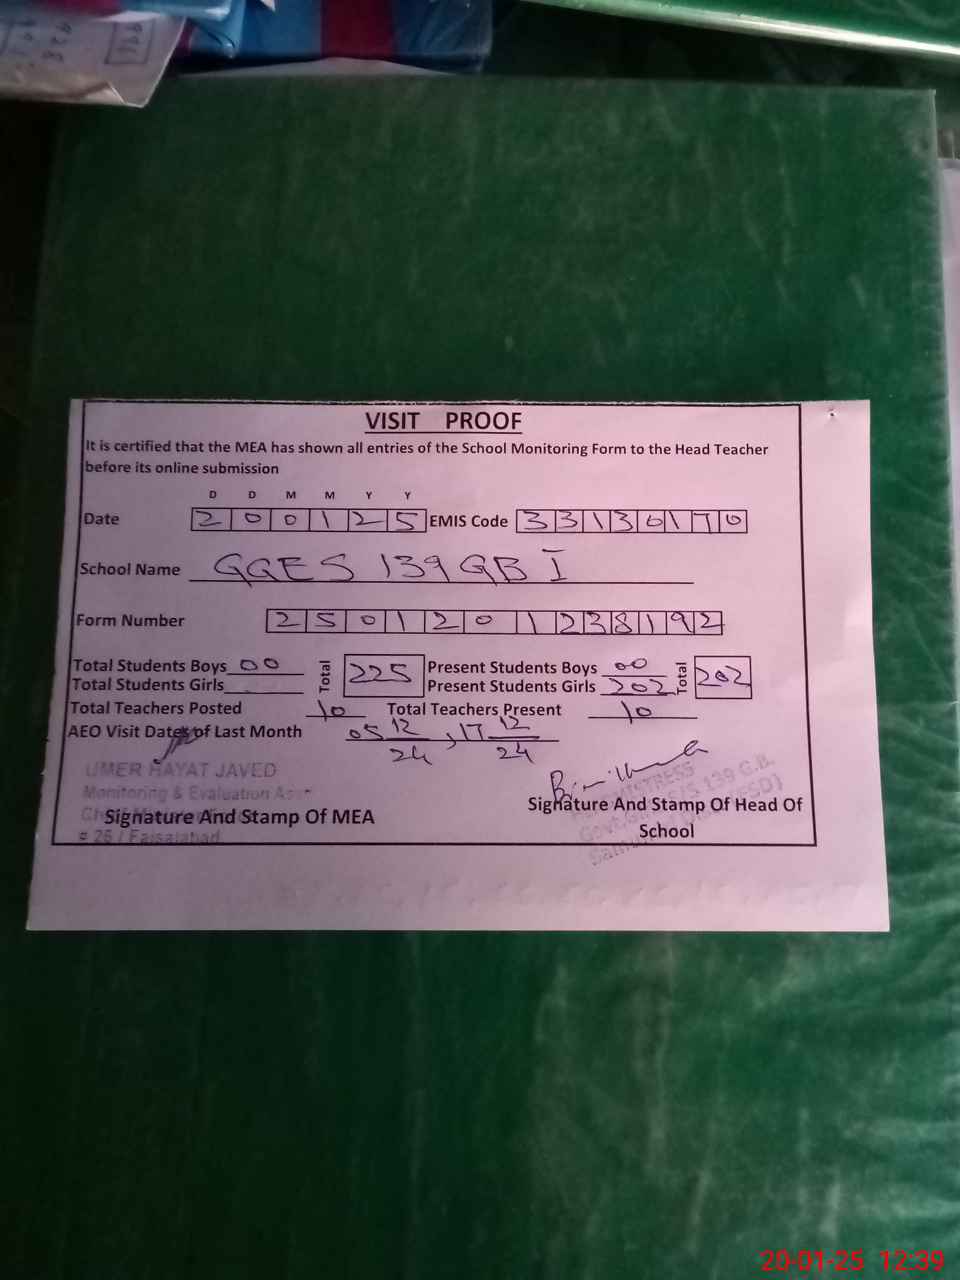 VISIT PROOF
It is certified that the MEA has shown all entries of the School Monitoring Form to the Head Teacher
before its online submission
D D M M Y Y
Date 2 0 0 1 2 5 EMIS Code 3 3 1 3 0 1 7 0
School Name GGES 139 GB I
Form Number 2 5 0 1 2 0 1 2 3 8 1 9 2
Total Students Boys 00 Total 225 Present Students Boys 00 Total 202
Total Students Girls Present Students Girls 202
Total Teachers Posted 10 Total Teachers Present 10
AEO Visit Dates of Last Month 05 12/24, 17 12/24
UMER HAYAT JAVED
Monitoring & Evaluation
Signature And Stamp Of MEA
# 26 / Faisalabad
HEADMISTRESS
139 G.B.
Signature And Stamp Of Head Of
School
20-01-25 12:39